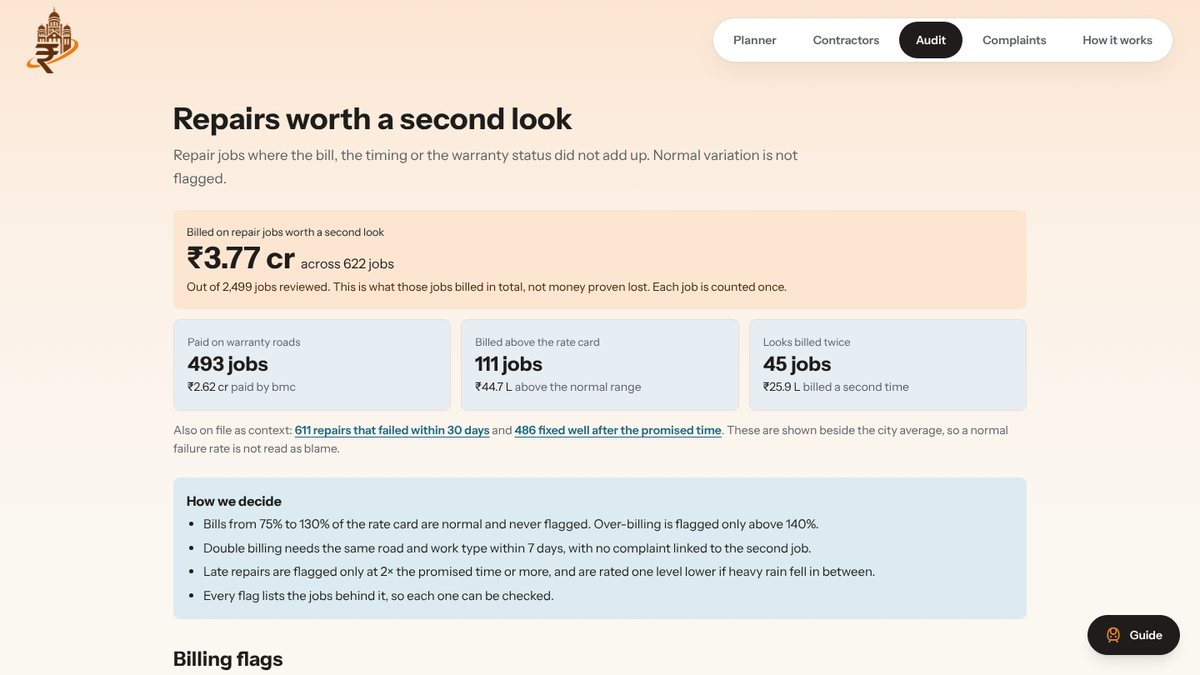 Planner
Contractors
Audit
Complaints
How it works
Repairs worth a second look
Repair jobs where the bill, the timing or the warranty status did not add up. Normal variation is not
flagged.
Billed on repair jobs worth a second look
₹3.77 cr across 622 jobs
Out of 2,499 jobs reviewed. This is what those jobs billed in total, not money proven lost. Each job is counted once.
Paid on warranty roads
493 jobs
₹2.62 cr paid by bmc
Billed above the rate card
111 jobs
₹44.7 L above the normal range
Looks billed twice
45 jobs
₹25.9 L billed a second time
Also on file as context: 611 repairs that failed within 30 days and 486 fixed well after the promised time. These are shown beside the city average, so a normal
failure rate is not read as blame.
How we decide
• Bills from 75% to 130% of the rate card are normal and never flagged. Over-billing is flagged only above 140%.
• Double billing needs the same road and work type within 7 days, with no complaint linked to the second job.
• Late repairs are flagged only at 2× the promised time or more, and are rated one level lower if heavy rain fell in between.
• Every flag lists the jobs behind it, so each one can be checked.
Guide
Billing flags